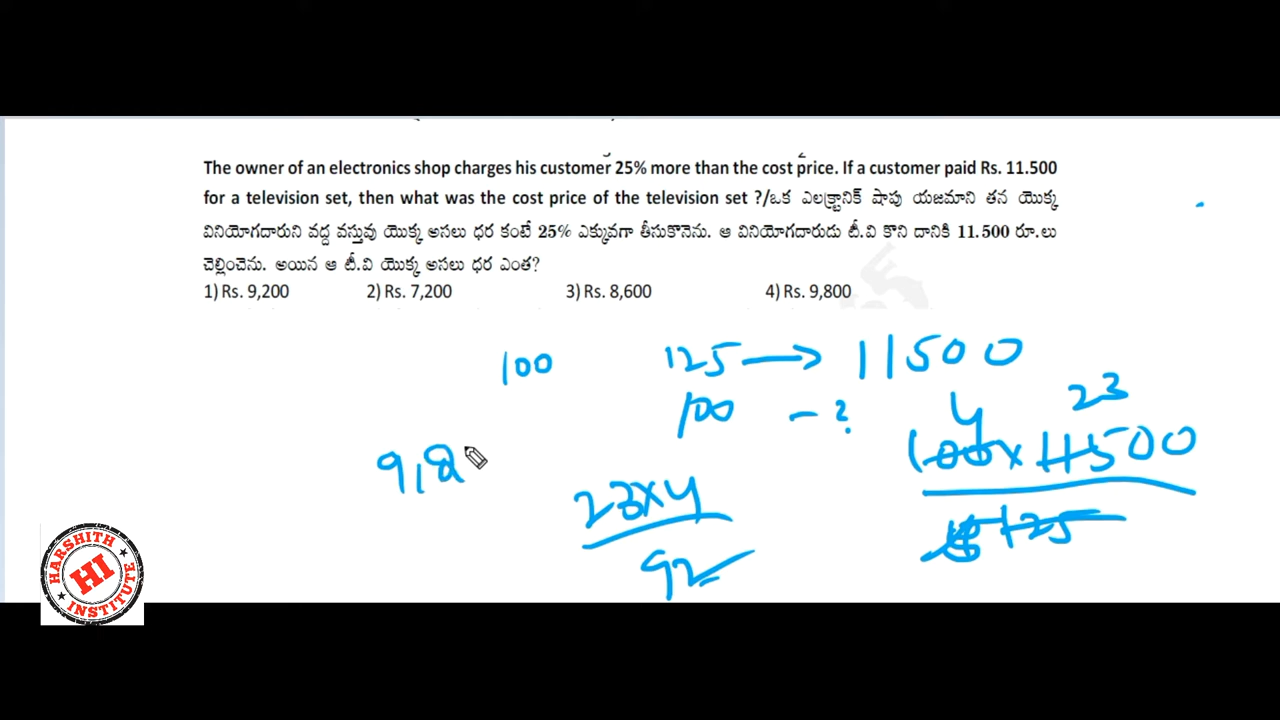 The owner of an electronics shop charges his customer 25% more than the cost price. If a customer paid Rs. 11.500
for a television set, then what was the cost price of the television set ?/ఒక ఎలక్ట్రానిక్ షాపు యజమాని తన యొక్క
వినియోగదారుని వద్ద వస్తువు యొక్క అసలు ధర కంటే 25% ఎక్కువగా తీసుకొనెను. ఆ వినియోగదారుడు టీ.వి కొని దానికి 11.500 రూ.లు
చెల్లించెను. అయిన ఆ టీ.వి యొక్క అసలు ధర ఎంత?
1) Rs. 9,200 2) Rs. 7,200 3) Rs. 8,600 4) Rs. 9,800
100 125 → 11500
100 - ?
4 23
100 x 11500
125
23x4
92
9,2
HARSHITH
HI
INSTITUTE